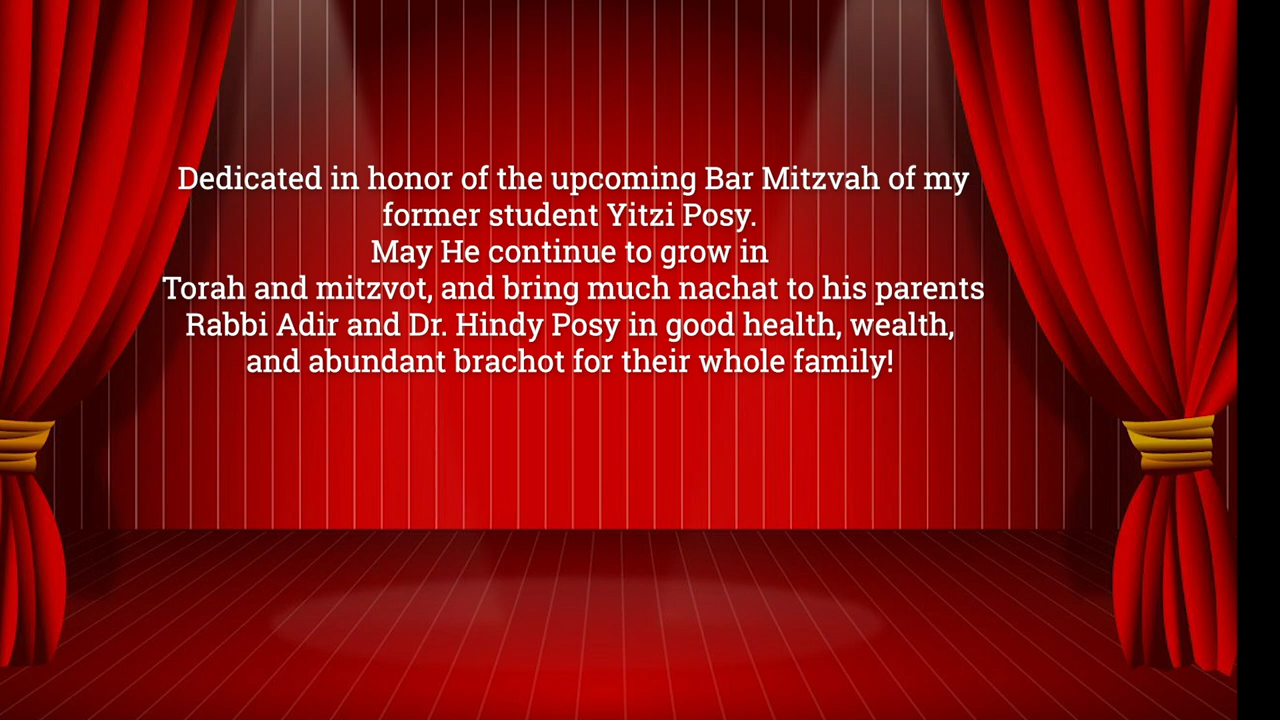 Dedicated in honor of the upcoming Bar Mitzvah of my
former student Yitzi Posy.
May He continue to grow in
Torah and mitzvot, and bring much nachat to his parents
Rabbi Adir and Dr. Hindy Posy in good health, wealth,
and abundant brachot for their whole family!